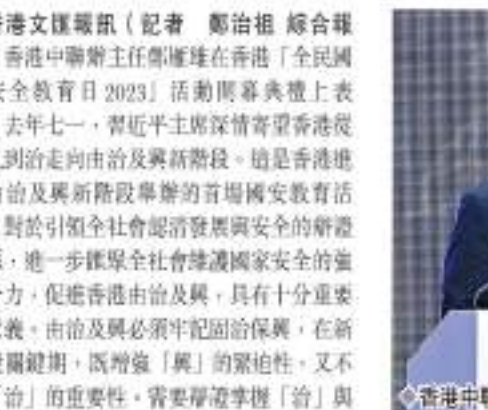 香港文匯報訊(記者 鄭治祖 綜合報
香港中聯辦主任鄭雁雄在香港「全民國
安全教育日2023」活動開幕典禮上表
去年七一,習近平主席深情寄望香港從
到治走向由治及興新階段。這是香港進
由治及興新階段舉辦的首場國安教育活
對於引領全社會認清發展與安全的辯證
,進一步匯聚全社會維護國家安全的強
力,促進香港由治及興,具有十分重要
義。由治及興必須牢記固治保興,在新
關鍵期,既增強「興」的緊迫性,又不
「治」的重要性。需要辯證掌握「治」與
◆香港中聯